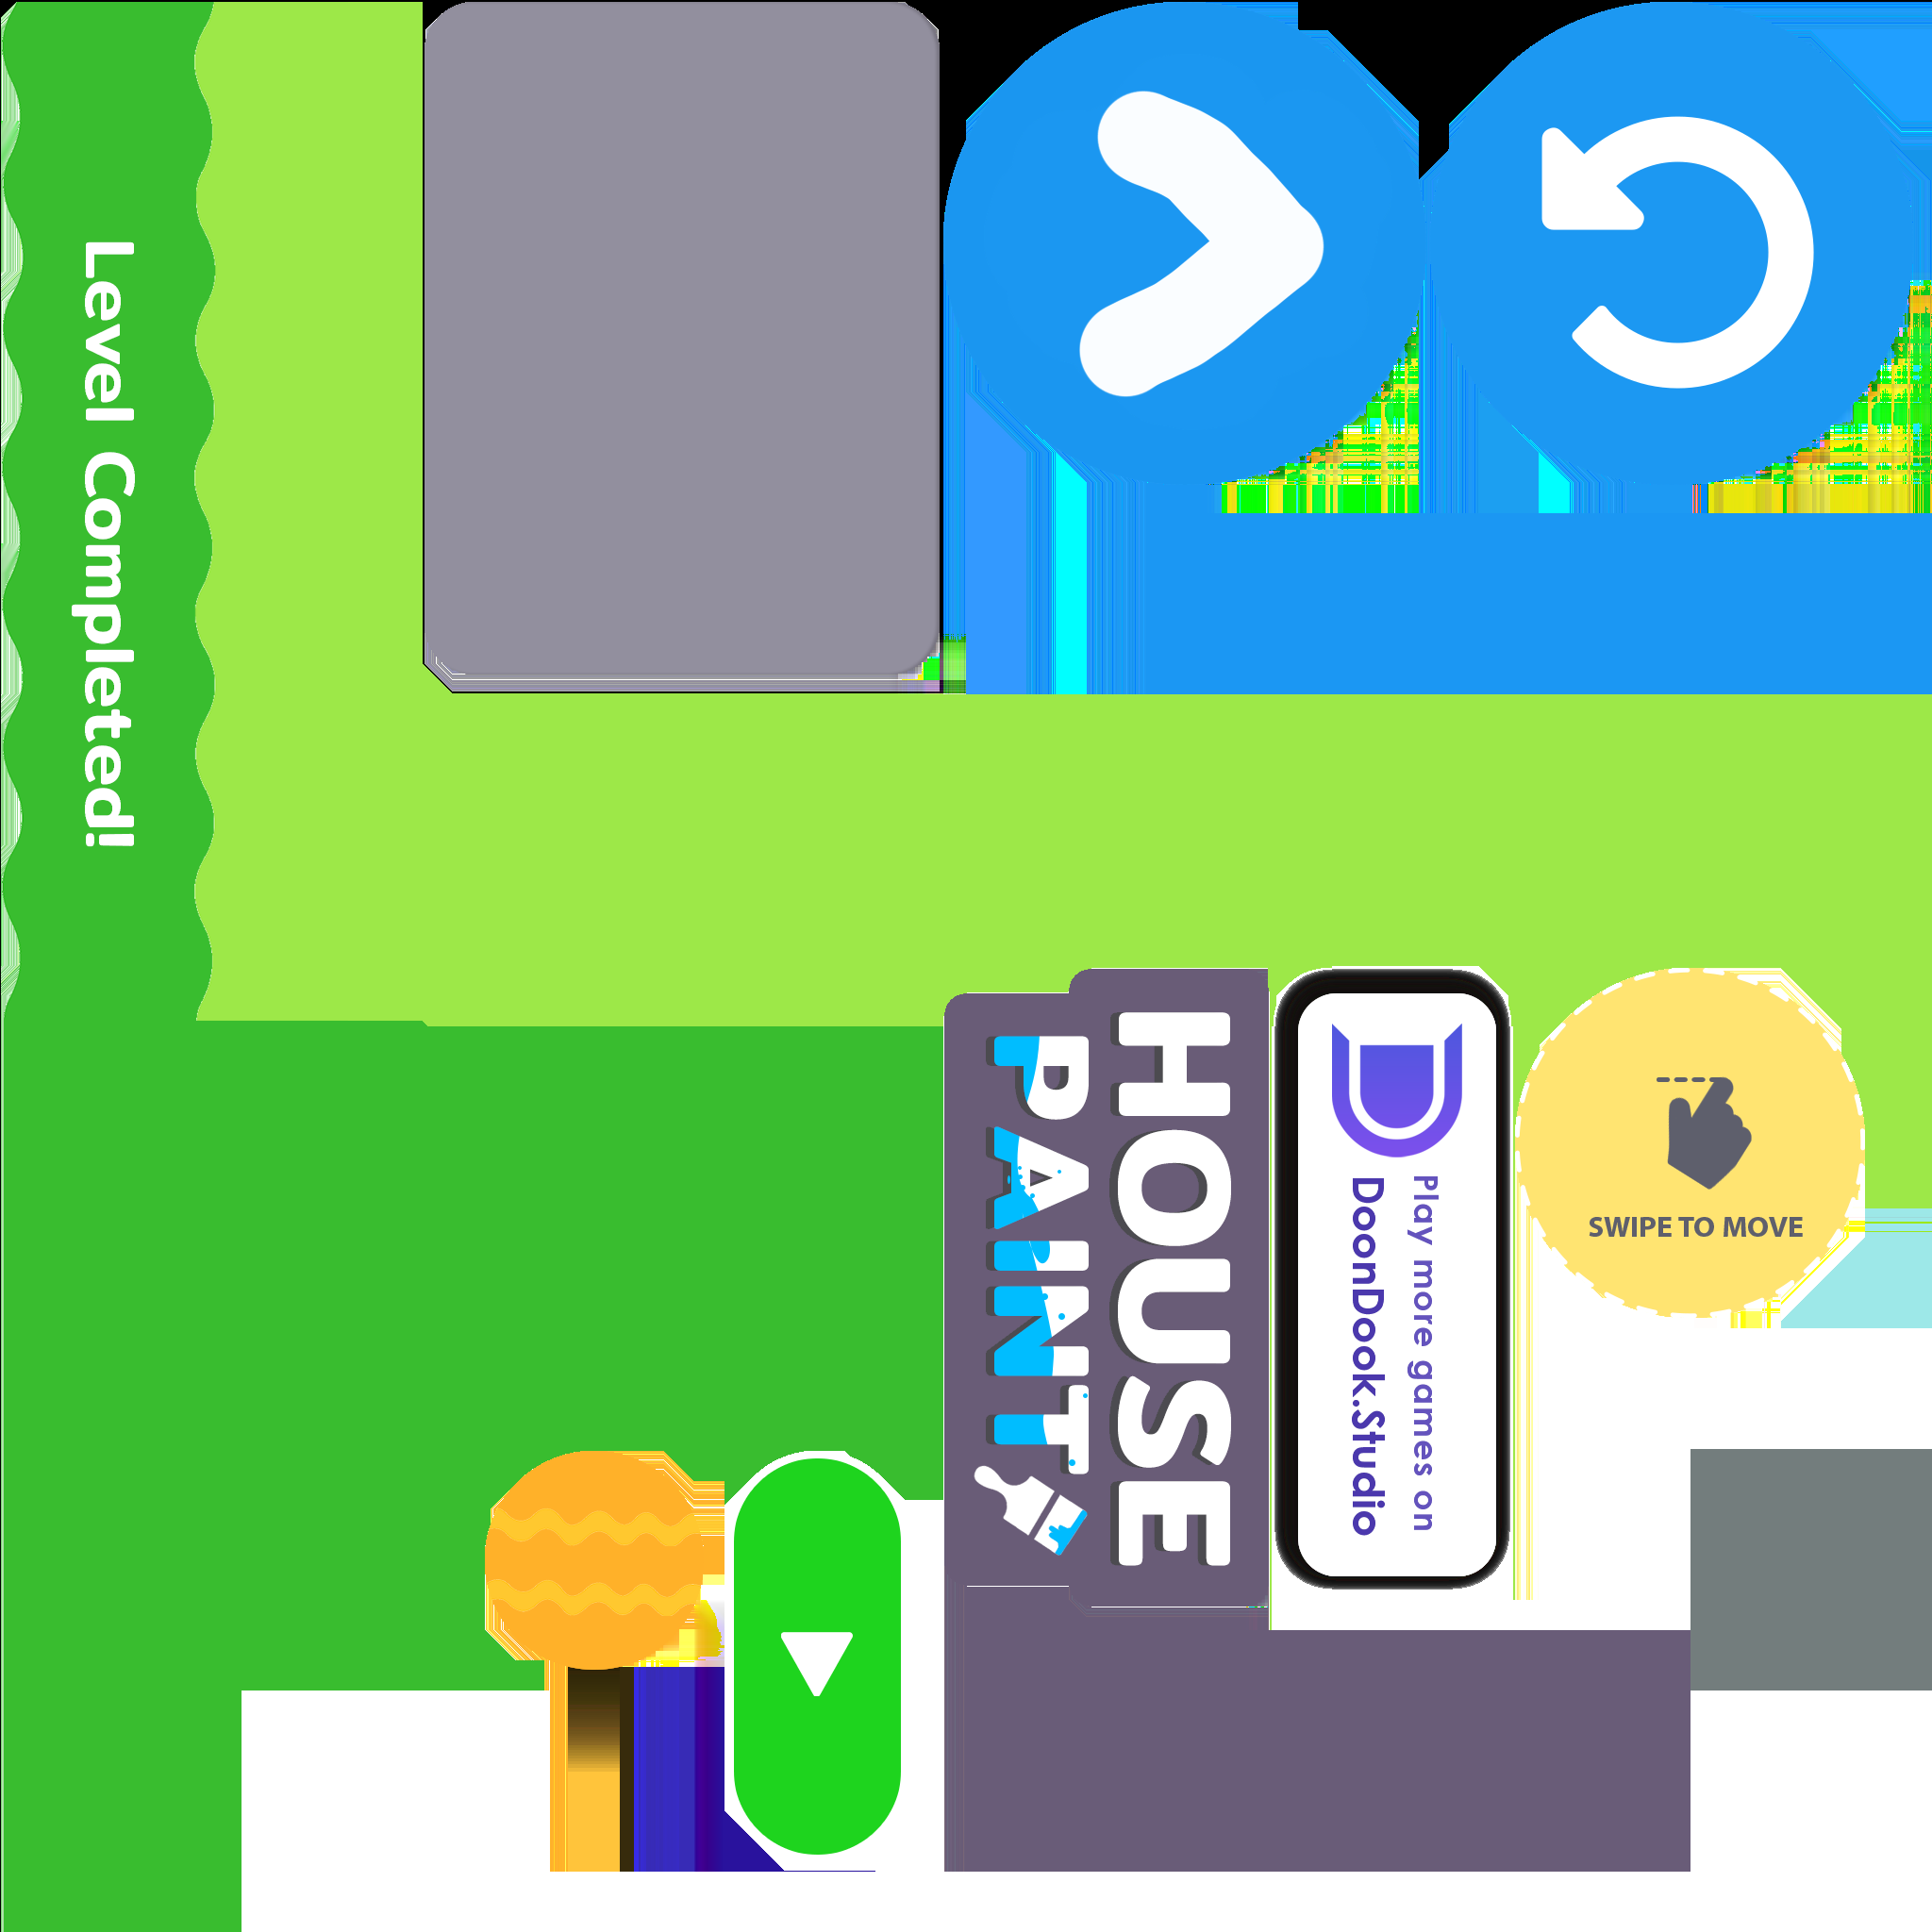 Level Completed!
HOUSE
PAINT
Play more games on
DoonDook.Studio
SWIPE TO MOVE